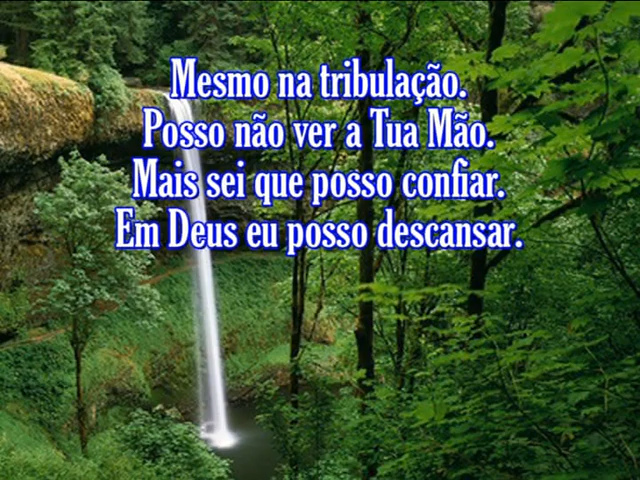 Mesmo na tribulação.
Posso não ver a Tua Mão.
Mais sei que posso confiar.
Em Deus eu posso descansar.